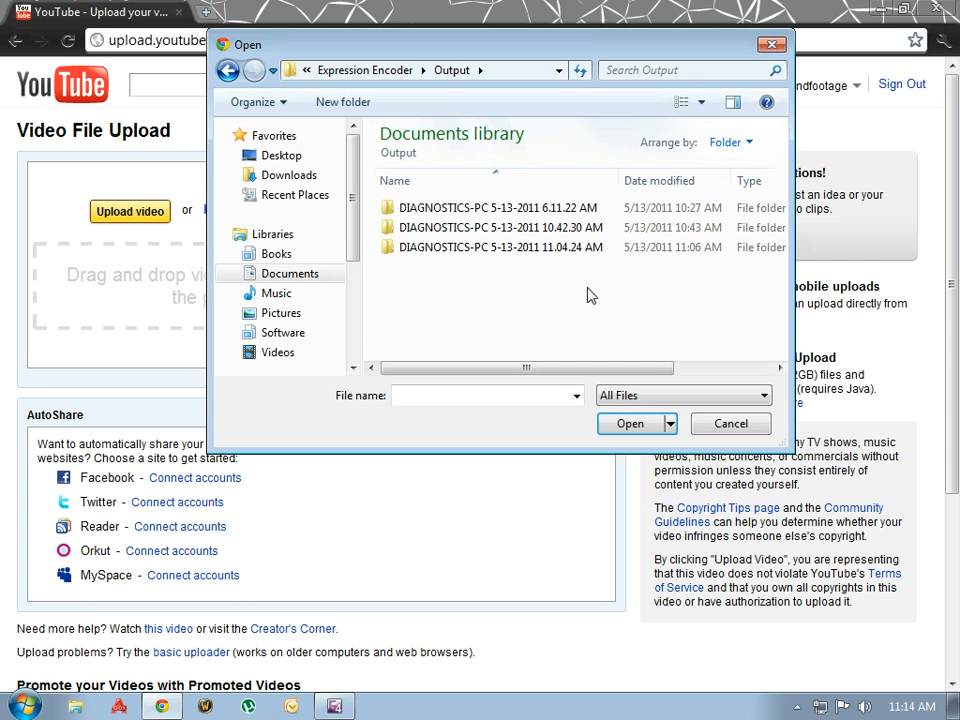 YouTube - Upload your v...
upload.youtube
Open
Expression Encoder
Output
Search Output
Organize
New folder
YouTube
ndfootage
Sign Out
Video File Upload
Upload video
or
Drag and drop vi
the p
Favorites
Desktop
Downloads
Recent Places
Libraries
Books
Documents
Music
Pictures
Software
Videos
Documents library
Output
Arrange by:
Folder
Name
Date modified
Type
DIAGNOSTICS-PC 5-13-2011 6.11.22 AM
5/13/2011 10:27 AM
File folder
DIAGNOSTICS-PC 5-13-2011 10.42.30 AM
5/13/2011 10:43 AM
File folder
DIAGNOSTICS-PC 5-13-2011 11.04.24 AM
5/13/2011 11:06 AM
File folder
File name:
All Files
Open
Cancel
tions!
st an idea or your
o clips.
mobile uploads
an upload directly from
Upload
2GB) files and
(requires Java).
re
AutoShare
Want to automatically share your
websites? Choose a site to get started:
Facebook - Connect accounts
Twitter - Connect accounts
Reader - Connect accounts
Orkut - Connect accounts
MySpace - Connect accounts
ny TV shows, music
videos, music concerts, or commercials without
permission unless they consist entirely of
content you created yourself.
The Copyright Tips page and the Community
Guidelines can help you determine whether your
video infringes someone else's copyright.
By clicking "Upload Video", you are representing
that this video does not violate YouTube's Terms
of Service and that you own all copyrights in this
video or have authorization to upload it.
Need more help? Watch this video or visit the Creator's Corner.
Upload problems? Try the basic uploader (works on older computers and web browsers).
Promote your Videos with Promoted Videos
11:14 AM